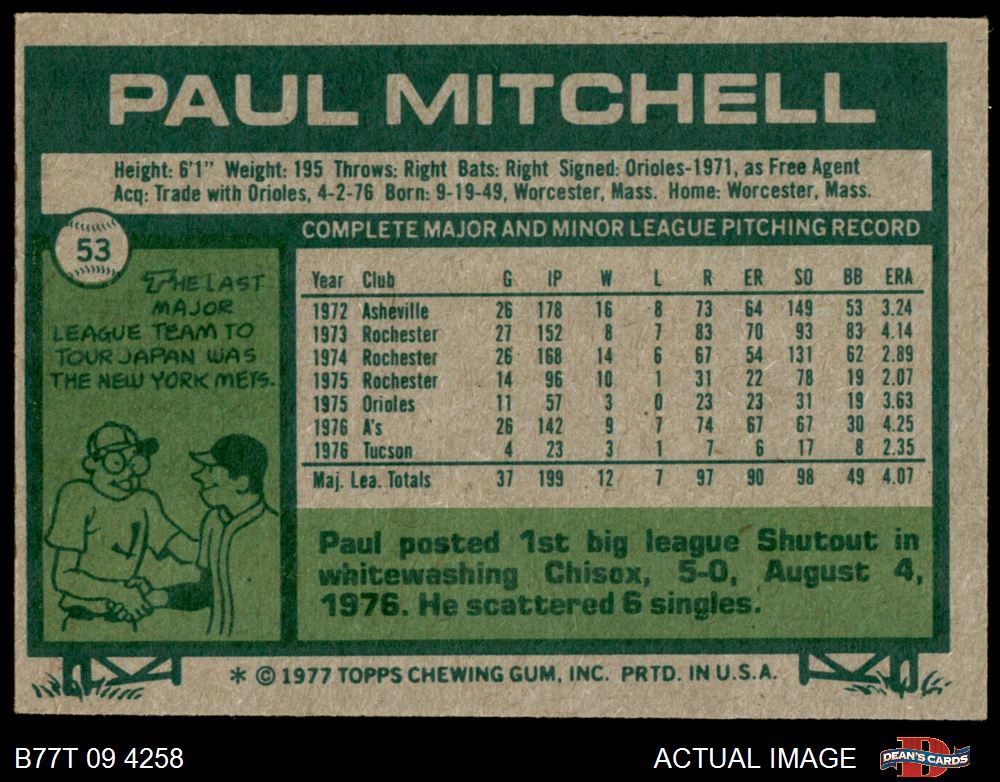 PAUL MITCHELL
Height: 6'1" Weight: 195 Throws: Right Bats: Right Signed: Orioles-1971, as Free Agent
Acq: Trade with Orioles, 4-2-76 Born: 9-19-49, Worcester, Mass. Home: Worcester, Mass.
53
THE LAST
MAJOR
LEAGUE TEAM TO
TOUR JAPAN WAS
THE NEW YORK METS.
COMPLETE MAJOR AND MINOR LEAGUE PITCHING RECORD
Year Club G IP W L R ER SO BB ERA
1972 Asheville 26 178 16 8 73 64 149 53 3.24
1973 Rochester 27 152 8 7 83 70 93 83 4.14
1974 Rochester 26 168 14 6 67 54 131 62 2.89
1975 Rochester 14 96 10 1 31 22 78 19 2.07
1975 Orioles 11 57 3 0 23 23 31 19 3.63
1976 A's 26 142 9 7 74 67 67 30 4.25
1976 Tucson 4 23 3 1 7 6 17 8 2.35
Maj. Lea. Totals 37 199 12 7 97 90 98 49 4.07
Paul posted 1st big league Shutout in
whitewashing Chisox, 5-0, August 4,
1976. He scattered 6 singles.
* © 1977 TOPPS CHEWING GUM, INC. PRTD. IN U.S.A.
B77T 09 4258 ACTUAL IMAGE DEAN'S CARDS